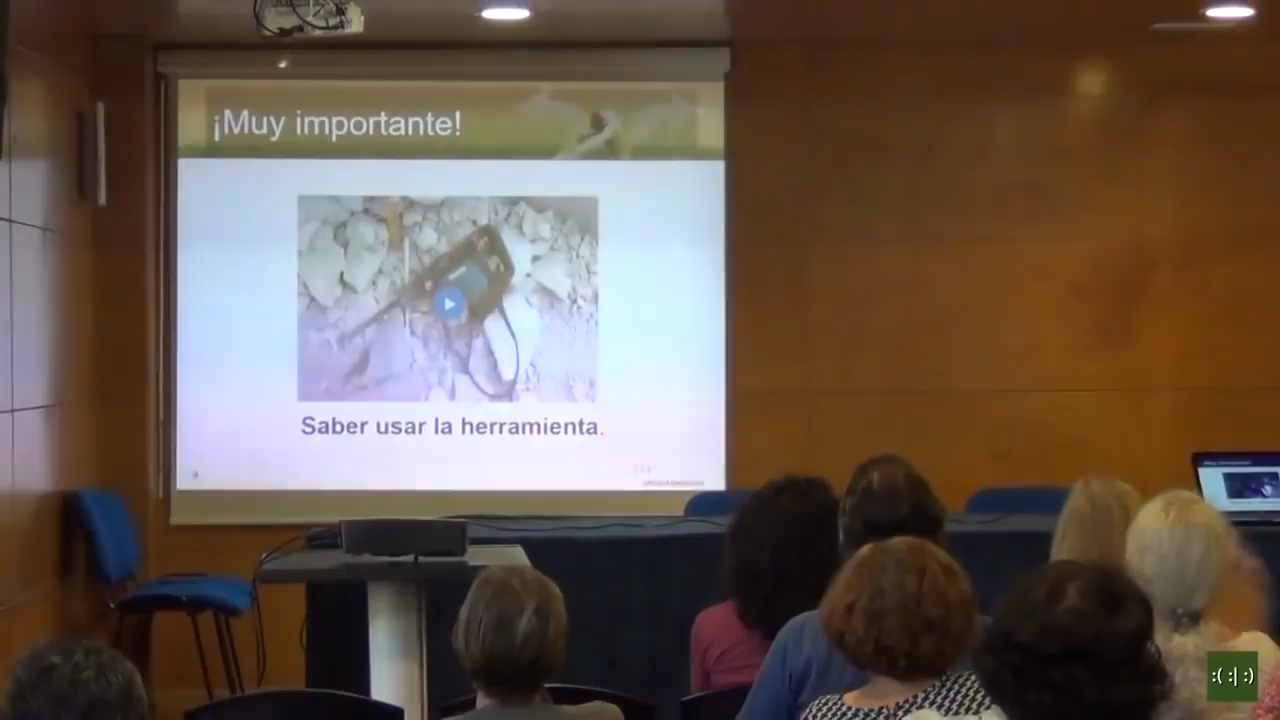 ¡Muy importante!
Saber usar la herramienta.
:( :| :)